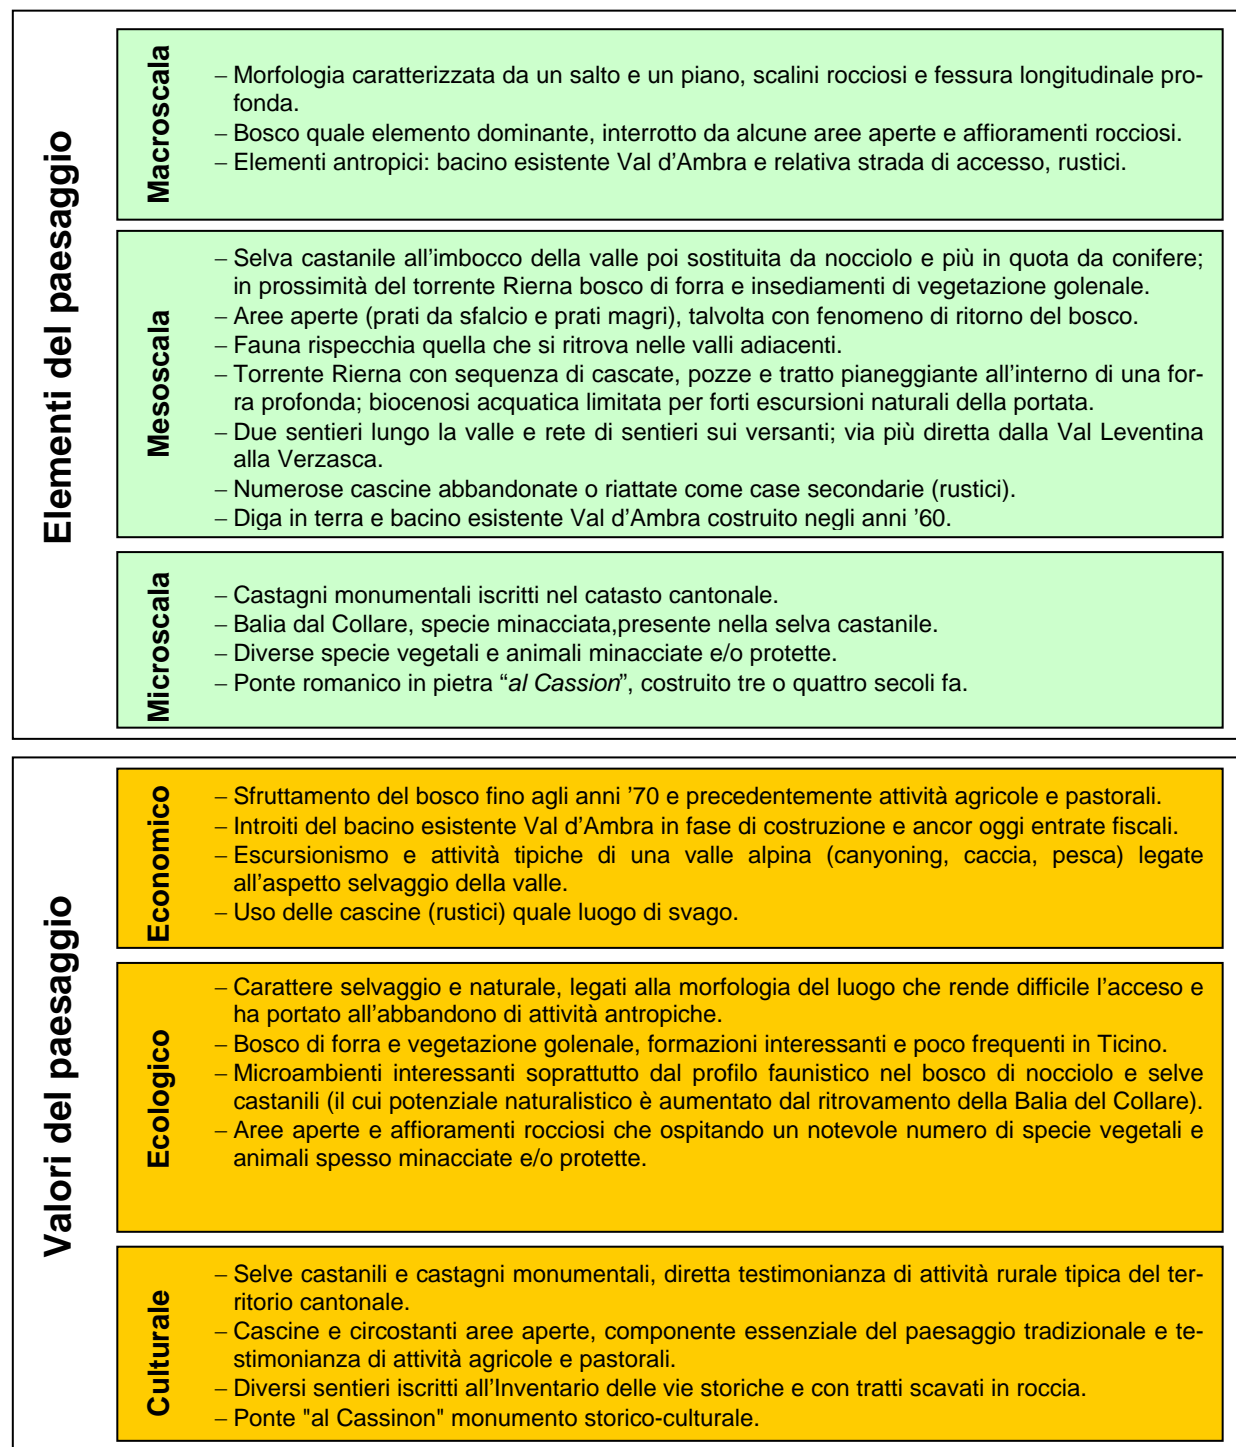 Elementi del paesaggio
Macroscala
– Morfologia caratterizzata da un salto e un piano, scalini rocciosi e fessura longitudinale pro-
fonda.
– Bosco quale elemento dominante, interrotto da alcune aree aperte e affioramenti rocciosi.
– Elementi antropici: bacino esistente Val d’Ambra e relativa strada di accesso, rustici.
Mesoscala
– Selva castanile all’imbocco della valle poi sostituita da nocciolo e più in quota da conifere;
in prossimità del torrente Rierna bosco di forra e insediamenti di vegetazione golenale.
– Aree aperte (prati da sfalcio e prati magri), talvolta con fenomeno di ritorno del bosco.
– Fauna rispecchia quella che si ritrova nelle valli adiacenti.
– Torrente Rierna con sequenza di cascate, pozze e tratto pianeggiante all’interno di una for-
ra profonda; biocenosi acquatica limitata per forti escursioni naturali della portata.
– Due sentieri lungo la valle e rete di sentieri sui versanti; via più diretta dalla Val Leventina
alla Verzasca.
– Numerose cascine abbandonate o riattate come case secondarie (rustici).
– Diga in terra e bacino esistente Val d’Ambra costruito negli anni ’60.
Microscala
– Castagni monumentali iscritti nel catasto cantonale.
– Balia dal Collare, specie minacciata,presente nella selva castanile.
– Diverse specie vegetali e animali minacciate e/o protette.
– Ponte romanico in pietra “al Cassion”, costruito tre o quattro secoli fa.
Valori del paesaggio
Economico
– Sfruttamento del bosco fino agli anni ’70 e precedentemente attività agricole e pastorali.
– Introiti del bacino esistente Val d’Ambra in fase di costruzione e ancor oggi entrate fiscali.
– Escursionismo e attività tipiche di una valle alpina (canyoning, caccia, pesca) legate
all’aspetto selvaggio della valle.
– Uso delle cascine (rustici) quale luogo di svago.
Ecologico
– Carattere selvaggio e naturale, legati alla morfologia del luogo che rende difficile l’acceso e
ha portato all’abbandono di attività antropiche.
– Bosco di forra e vegetazione golenale, formazioni interessanti e poco frequenti in Ticino.
– Microambienti interessanti soprattutto dal profilo faunistico nel bosco di nocciolo e selve
castanili (il cui potenziale naturalistico è aumentato dal ritrovamento della Balia del Collare).
– Aree aperte e affioramenti rocciosi che ospitando un notevole numero di specie vegetali e
animali spesso minacciate e/o protette.
Culturale
– Selve castanili e castagni monumentali, diretta testimonianza di attività rurale tipica del ter-
ritorio cantonale.
– Cascine e circostanti aree aperte, componente essenziale del paesaggio tradizionale e te-
stimonianza di attività agricole e pastorali.
– Diversi sentieri iscritti all’Inventario delle vie storiche e con tratti scavati in roccia.
– Ponte "al Cassinon" monumento storico-culturale.